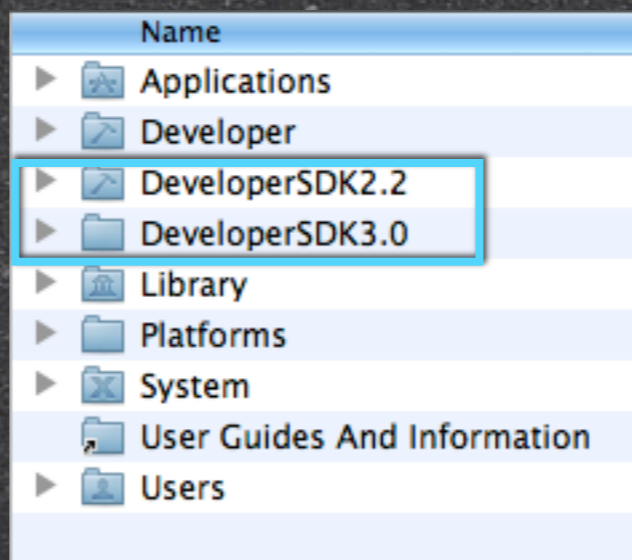 Name
Applications
Developer
DeveloperSDK2.2
DeveloperSDK3.0
Library
Platforms
System
User Guides And Information
Users